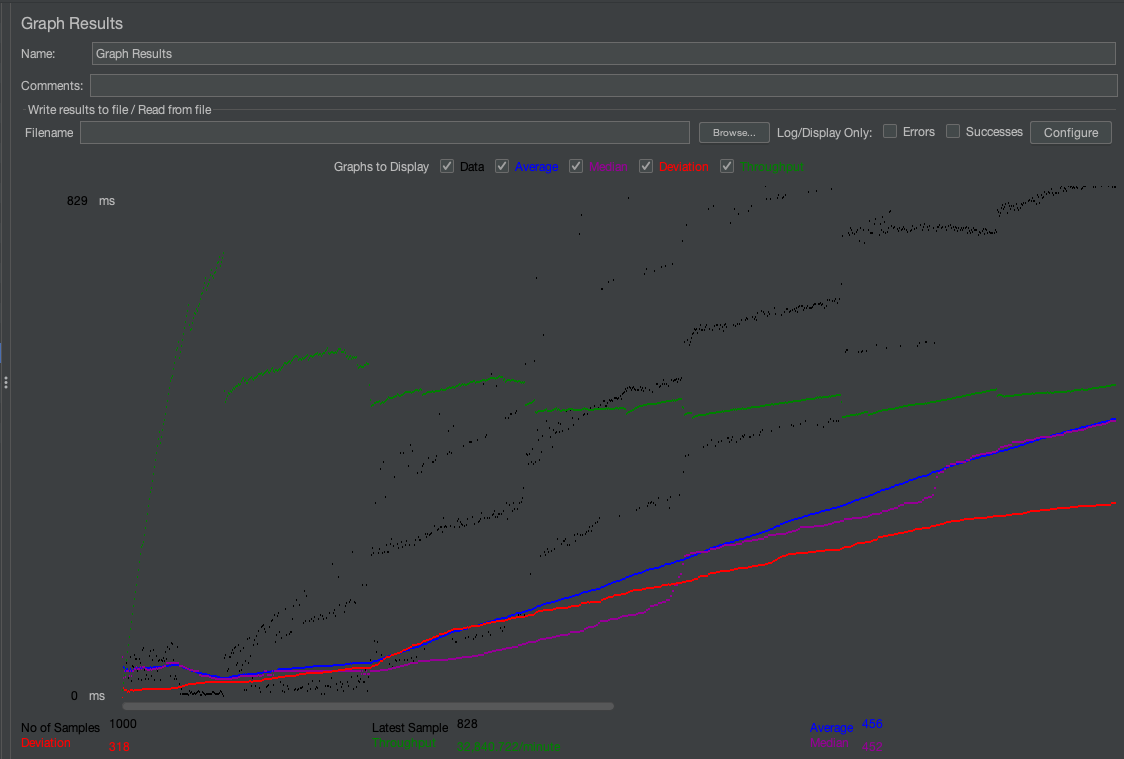 Graph Results
Name: Graph Results
Comments:
Write results to file / Read from file
Filename Browse... Log/Display Only: Errors Successes Configure
Graphs to Display Data Average Median Deviation Throughput
829 ms
0 ms
No of Samples 1000 Latest Sample 828 Average 456
Deviation 316 Throughput 32,840.722/minute Median